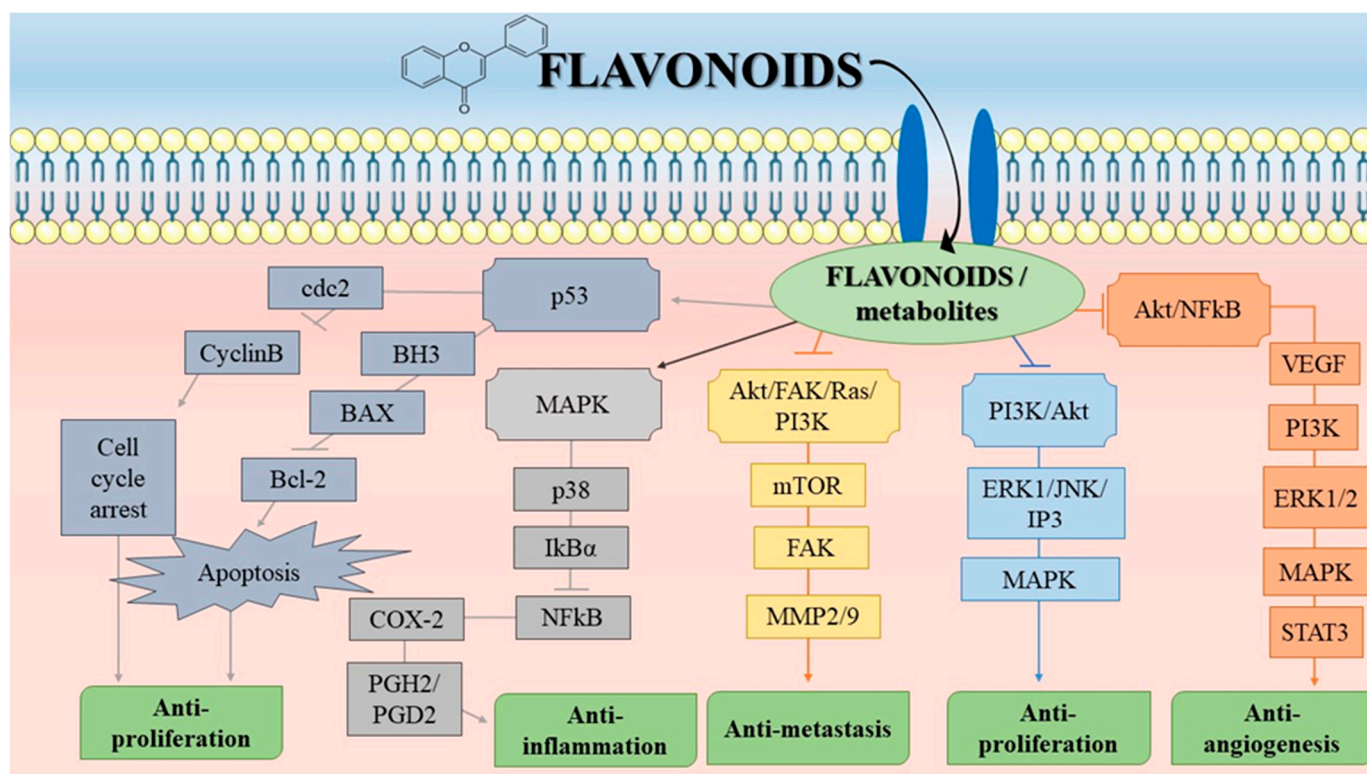 O
O
FLAVONOIDS
FLAVONOIDS /
metabolites
cdc2
p53
Akt/NFkB
CyclinB
BH3
VEGF
BAX
MAPK
Akt/FAK/Ras/
PI3K
PI3K/Akt
PI3K
Cell
cycle
arrest
Bcl-2
p38
mTOR
ERK1/JNK/
IP3
ERK1/2
Apoptosis
IkBα
FAK
MAPK
MAPK
COX-2
NFkB
MMP2/9
STAT3
PGH2/
PGD2
Anti-
proliferation
Anti-
inflammation
Anti-metastasis
Anti-
proliferation
Anti-
angiogenesis